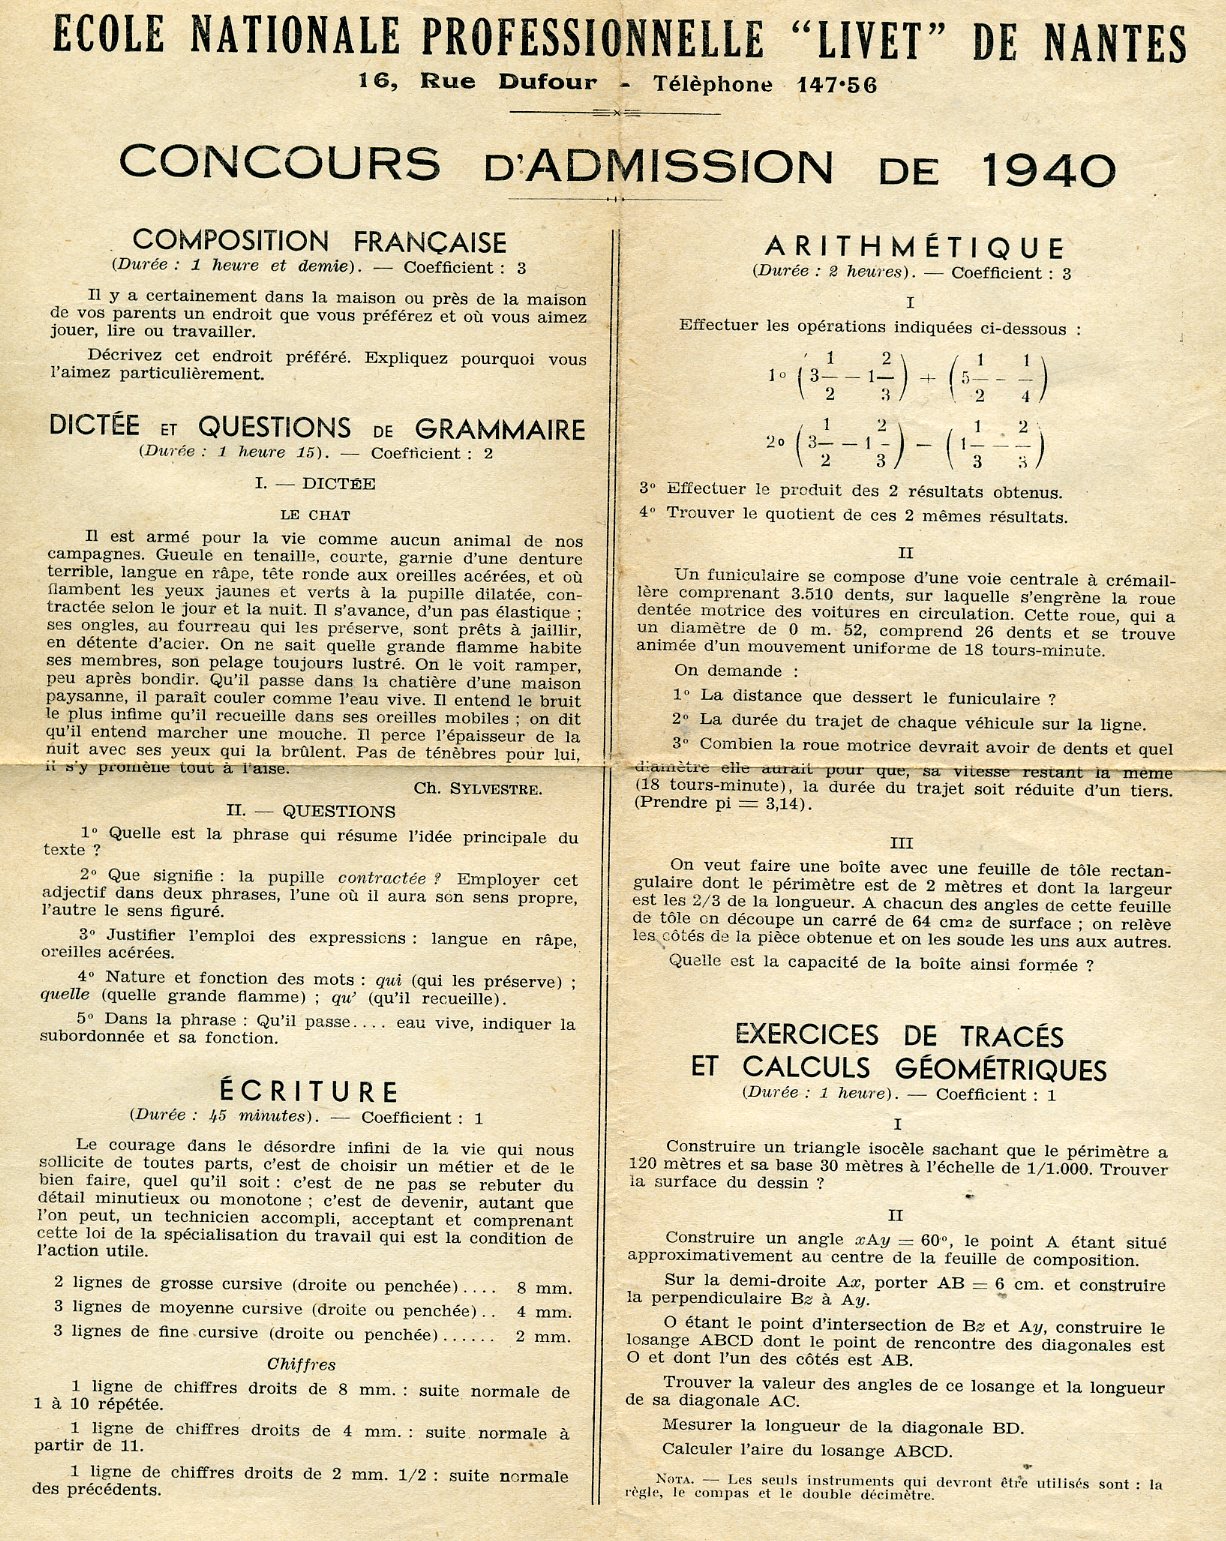 ECOLE NATIONALE PROFESSIONNELLE “LIVET” DE NANTES
16, Rue Dufour - Télèphone 147•56
CONCOURS D'ADMISSION DE 1940
COMPOSITION FRANÇAISE
(Durée : 1 heure et demie). — Coefficient : 3
Il y a certainement dans la maison ou près de la maison
de vos parents un endroit que vous préférez et où vous aimez
jouer, lire ou travailler.
Décrivez cet endroit préféré. Expliquez pourquoi vous
l'aimez particulièrement.
DICTÉE ET QUESTIONS DE GRAMMAIRE
(Durée : 1 heure 15). — Coefficient : 2
I. — DICTÉE
LE CHAT
Il est armé pour la vie comme aucun animal de nos
campagnes. Gueule en tenaille, courte, garnie d'une denture
terrible, langue en râpe, tête ronde aux oreilles acérées, et où
flambent les yeux jaunes et verts à la pupille dilatée, con-
tractée selon le jour et la nuit. Il s'avance, d'un pas élastique ;
ses ongles, au fourreau qui les préserve, sont prêts à jaillir,
en détente d'acier. On ne sait quelle grande flamme habite
ses membres, son pelage toujours lustré. On le voit ramper,
peu après bondir. Qu'il passe dans la chatière d'une maison
paysanne, il paraît couler comme l'eau vive. Il entend le bruit
le plus infime qu'il recueille dans ses oreilles mobiles ; on dit
qu'il entend marcher une mouche. Il perce l'épaisseur de la
nuit avec ses yeux qui la brûlent. Pas de ténèbres pour lui,
il s'y promène tout à l'aise.
Ch. SYLVESTRE.
II. — QUESTIONS
1° Quelle est la phrase qui résume l'idée principale du
texte ?
2° Que signifie : la pupille contractée ? Employer cet
adjectif dans deux phrases, l'une où il aura son sens propre,
l'autre le sens figuré.
3° Justifier l'emploi des expressions : langue en râpe,
oreilles acérées.
4° Nature et fonction des mots : qui (qui les préserve) ;
quelle (quelle grande flamme) ; qu' (qu'il recueille).
5° Dans la phrase : Qu'il passe.... eau vive, indiquer la
subordonnée et sa fonction.
ÉCRITURE
(Durée : 45 minutes). — Coefficient : 1
Le courage dans le désordre infini de la vie qui nous
sollicite de toutes parts, c'est de choisir un métier et de le
bien faire, quel qu'il soit : c'est de ne pas se rebuter du
détail minutieux ou monotone ; c'est de devenir, autant que
l'on peut, un technicien accompli, acceptant et comprenant
cette loi de la spécialisation du travail qui est la condition de
l'action utile.
2 lignes de grosse cursive (droite ou penchée).... 8 mm.
3 lignes de moyenne cursive (droite ou penchée).. 4 mm.
3 lignes de fine cursive (droite ou penchée)...... 2 mm.
Chiffres
1 ligne de chiffres droits de 8 mm. : suite normale de
1 à 10 répétée.
1 ligne de chiffres droits de 4 mm. : suite normale à
partir de 11.
1 ligne de chiffres droits de 2 mm. 1/2 : suite normale
des précédents.
ARITHMÉTIQUE
(Durée : 2 heures). — Coefficient : 3
I
Effectuer les opérations indiquées ci-dessous :
1° (3 1/2 — 1 2/3) + (5 1/2 - 1/4)
2° (3 1/2 — 1 2/3) — (1 1/3 — 2/3)
3° Effectuer le produit des 2 résultats obtenus.
4° Trouver le quotient de ces 2 mêmes résultats.
II
Un funiculaire se compose d'une voie centrale à crémail-
lère comprenant 3.510 dents, sur laquelle s'engrène la roue
dentée motrice des voitures en circulation. Cette roue, qui a
un diamètre de 0 m. 52, comprend 26 dents et se trouve
animée d'un mouvement uniforme de 18 tours-minute.
On demande :
1° La distance que dessert le funiculaire ?
2° La durée du trajet de chaque véhicule sur la ligne.
3° Combien la roue motrice devrait avoir de dents et quel
diamètre elle aurait pour que, sa vitesse restant la même
(18 tours-minute), la durée du trajet soit réduite d'un tiers.
(Prendre pi = 3,14).
III
On veut faire une boîte avec une feuille de tôle rectan-
gulaire dont le périmètre est de 2 mètres et dont la largeur
est les 2/3 de la longueur. A chacun des angles de cette feuille
de tôle on découpe un carré de 64 cm2 de surface ; on relève
les côtés de la pièce obtenue et on les soude les uns aux autres.
Quelle est la capacité de la boîte ainsi formée ?
EXERCICES DE TRACÉS
ET CALCULS GÉOMÉTRIQUES
(Durée : 1 heure). — Coefficient : 1
I
Construire un triangle isocèle sachant que le périmètre a
120 mètres et sa base 30 mètres à l'échelle de 1/1.000. Trouver
la surface du dessin ?
II
Construire un angle xAy = 60°, le point A étant situé
approximativement au centre de la feuille de composition.
Sur la demi-droite Ax, porter AB = 6 cm. et construire
la perpendiculaire Bz à Ay.
O étant le point d'intersection de Bz et Ay, construire le
losange ABCD dont le point de rencontre des diagonales est
O et dont l'un des côtés est AB.
Trouver la valeur des angles de ce losange et la longueur
de sa diagonale AC.
Mesurer la longueur de la diagonale BD.
Calculer l'aire du losange ABCD.
NOTA. — Les seuls instruments qui devront être utilisés sont : la
règle, le compas et le double décimètre.